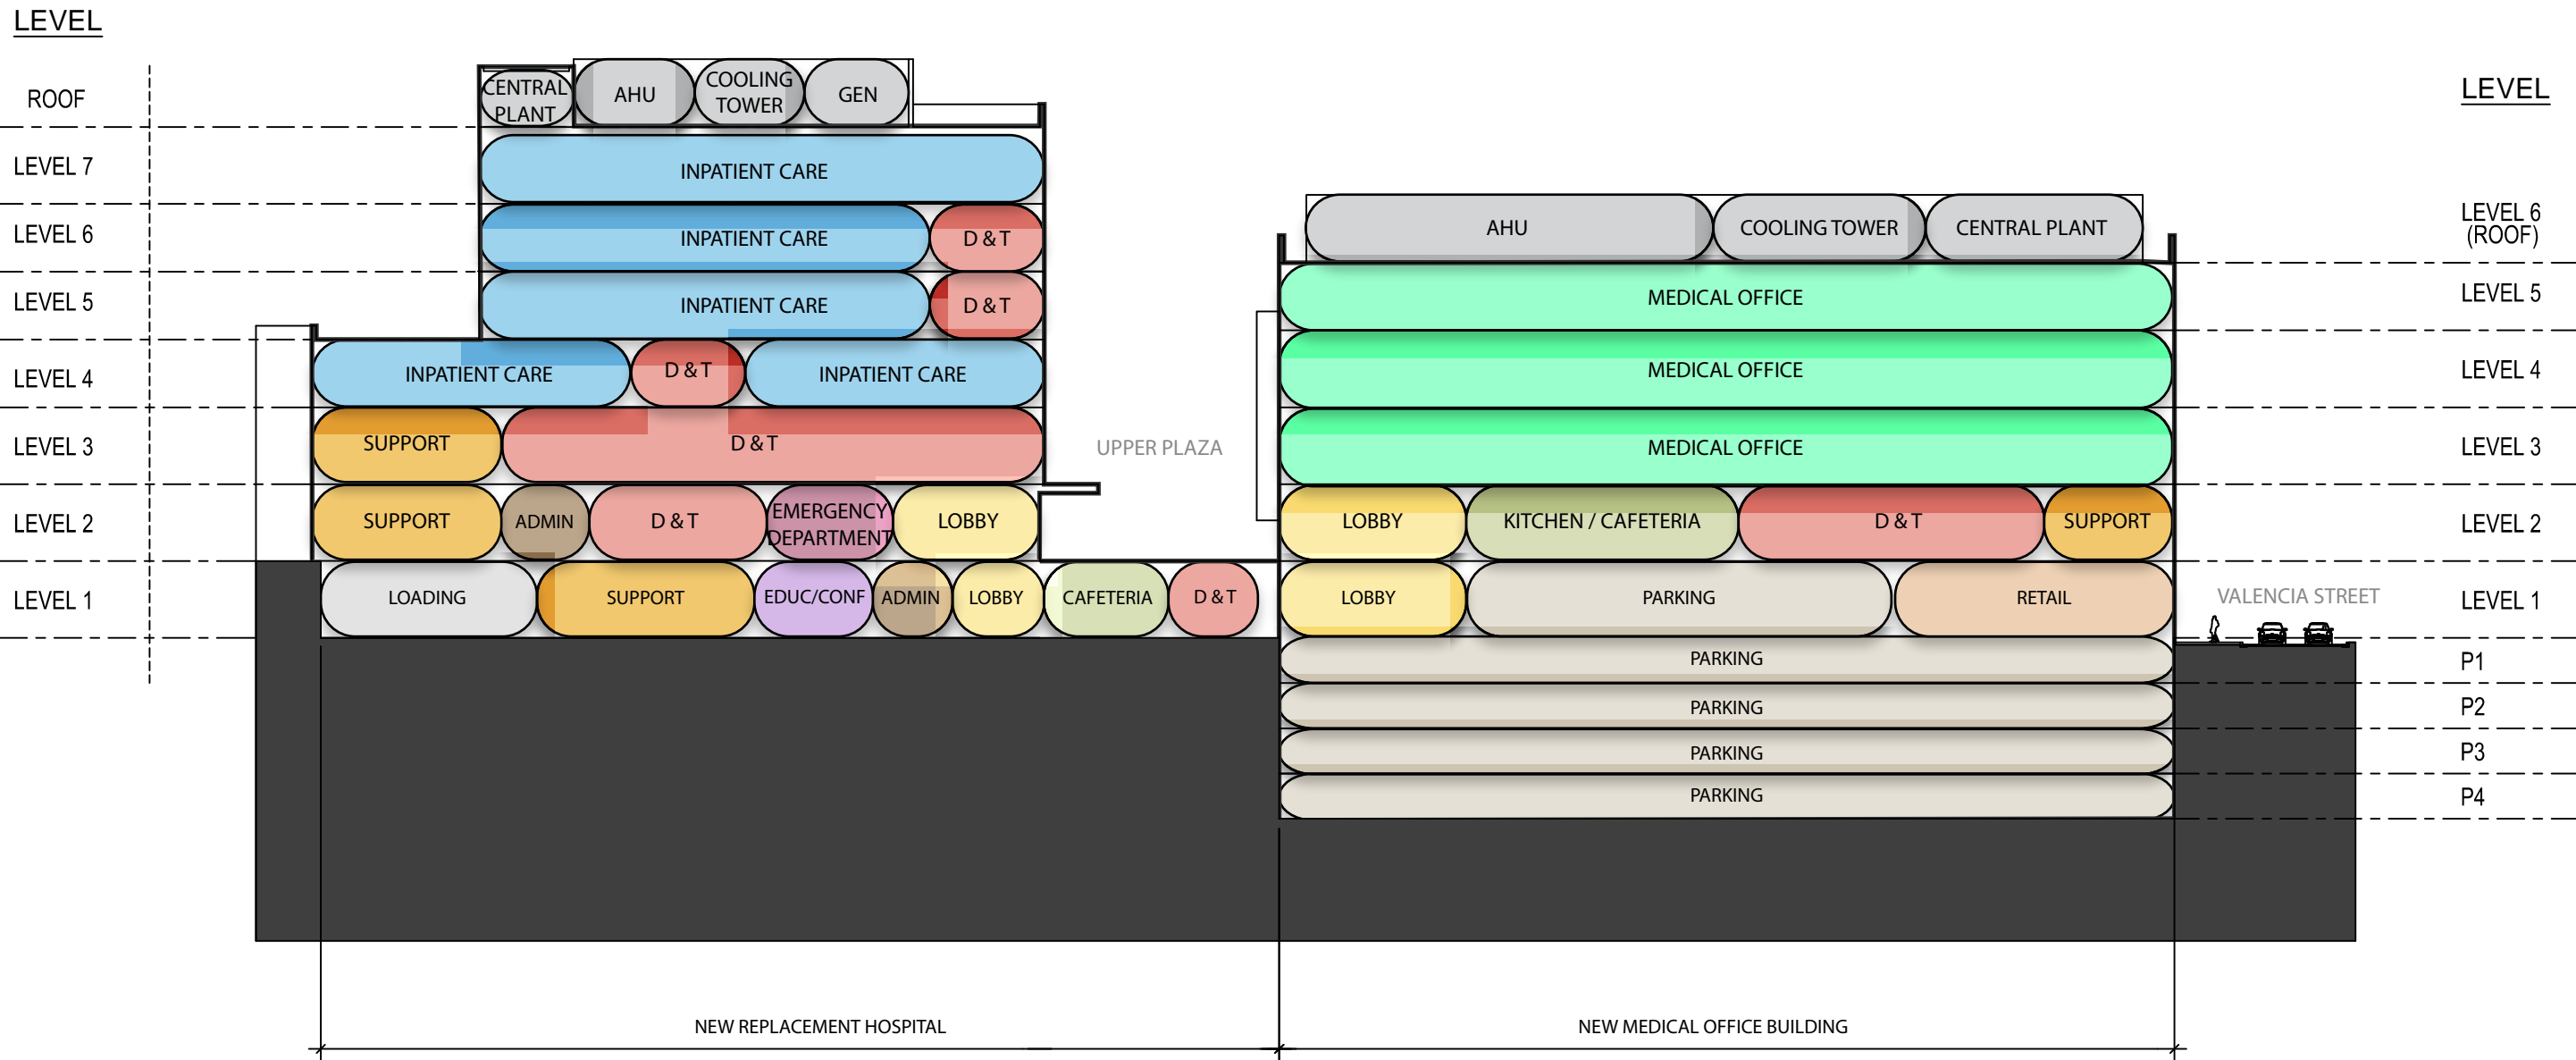 LEVEL
ROOF
CENTRAL
PLANT
AHU
COOLING
TOWER
GEN
LEVEL
LEVEL 7
INPATIENT CARE
LEVEL 6
INPATIENT CARE
D & T
AHU
COOLING TOWER
CENTRAL PLANT
LEVEL 6
(ROOF)
LEVEL 5
INPATIENT CARE
D & T
MEDICAL OFFICE
LEVEL 5
LEVEL 4
INPATIENT CARE
D & T
INPATIENT CARE
MEDICAL OFFICE
LEVEL 4
LEVEL 3
SUPPORT
D & T
UPPER PLAZA
MEDICAL OFFICE
LEVEL 3
LEVEL 2
SUPPORT
ADMIN
D & T
EMERGENCY
DEPARTMENT
LOBBY
LOBBY
KITCHEN / CAFETERIA
D & T
SUPPORT
LEVEL 2
LEVEL 1
LOADING
SUPPORT
EDUC/CONF
ADMIN
LOBBY
CAFETERIA
D & T
LOBBY
PARKING
RETAIL
VALENCIA STREET
LEVEL 1
PARKING
P1
PARKING
P2
PARKING
P3
PARKING
P4
NEW REPLACEMENT HOSPITAL
NEW MEDICAL OFFICE BUILDING